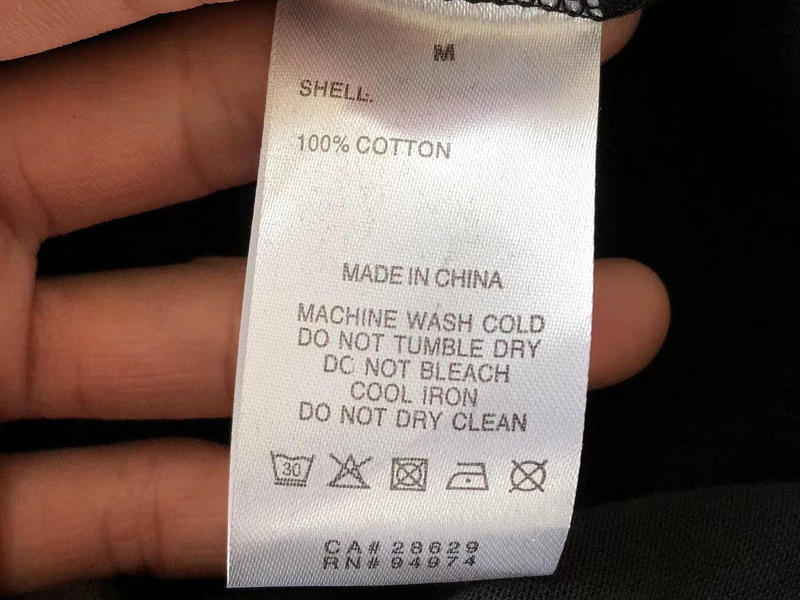 M
SHELL:
100% COTTON
MADE IN CHINA
MACHINE WASH COLD
DO NOT TUMBLE DRY
DO NOT BLEACH
COOL IRON
DO NOT DRY CLEAN
30
CA# 28629
RN# 94974